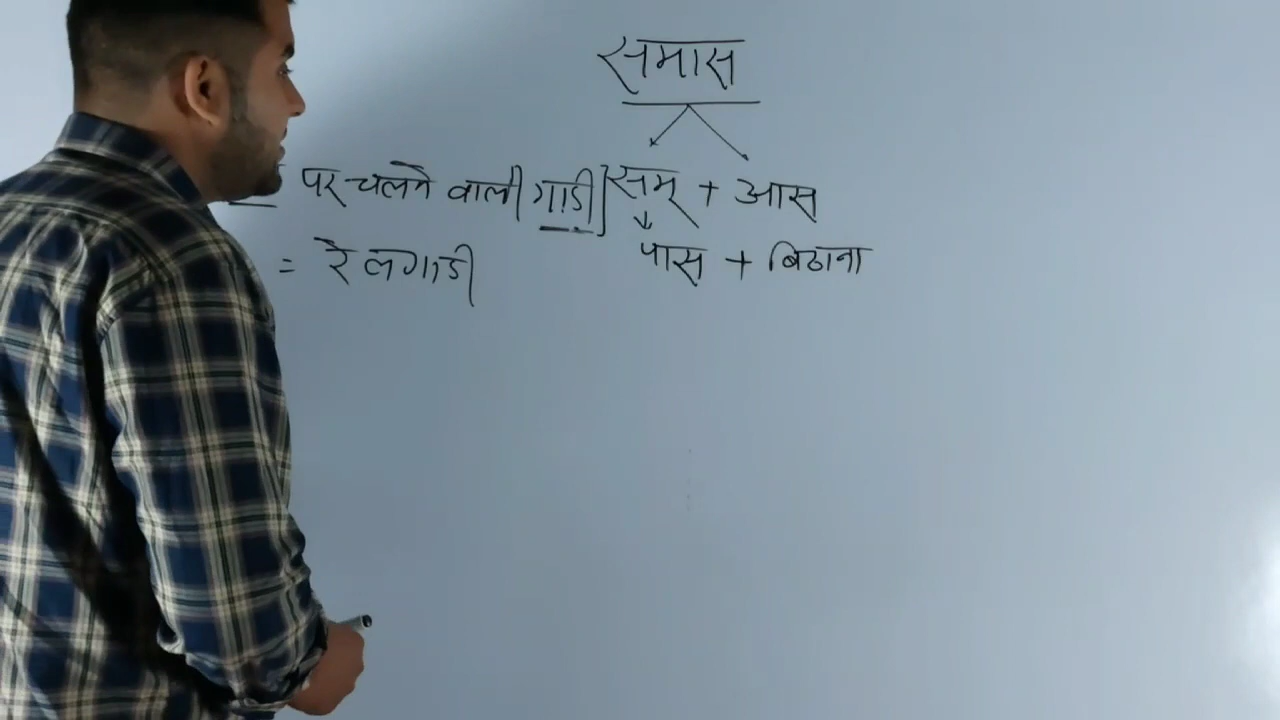 समास
पर चलने वाली गाडी] सम् + आस
= रेलगाडी पास + बिठाना